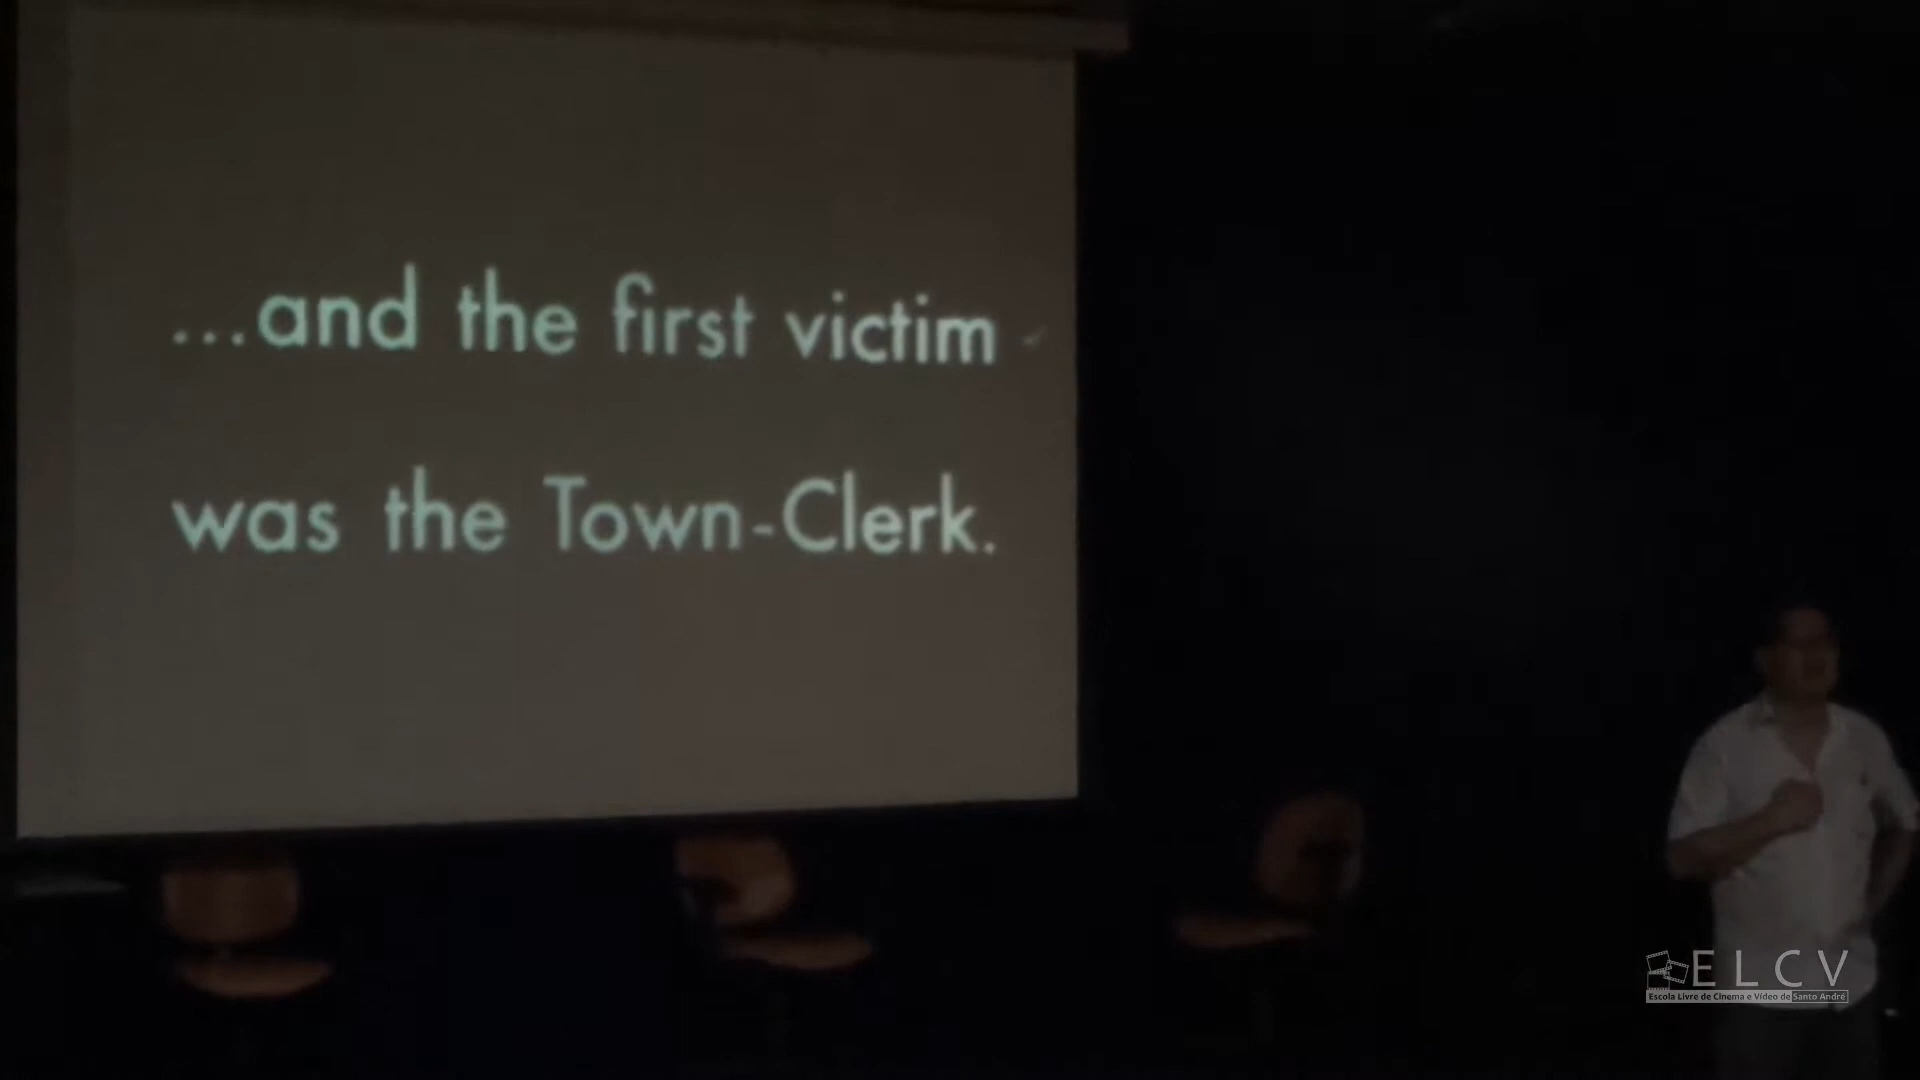 ...and the first victim
was the Town-Clerk.
ELCV
Escola Livre de Cinema e Vídeo de Santo André